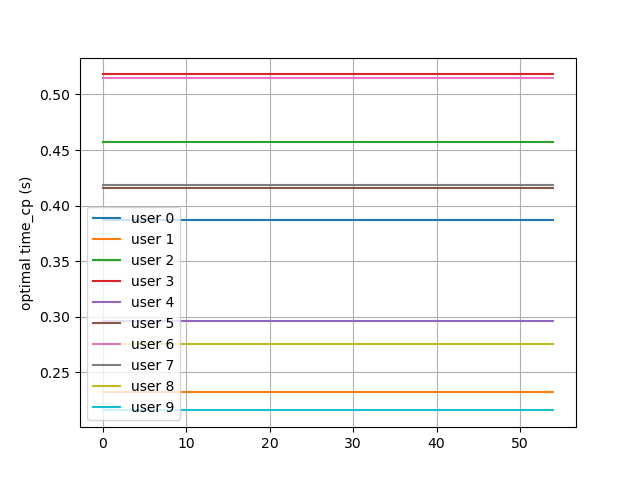 optimal time_cp (s)
0.50
0.45
0.40
0.35
0.30
0.25
user 0
user 1
user 2
user 3
user 4
user 5
user 6
user 7
user 8
user 9
0 10 20 30 40 50